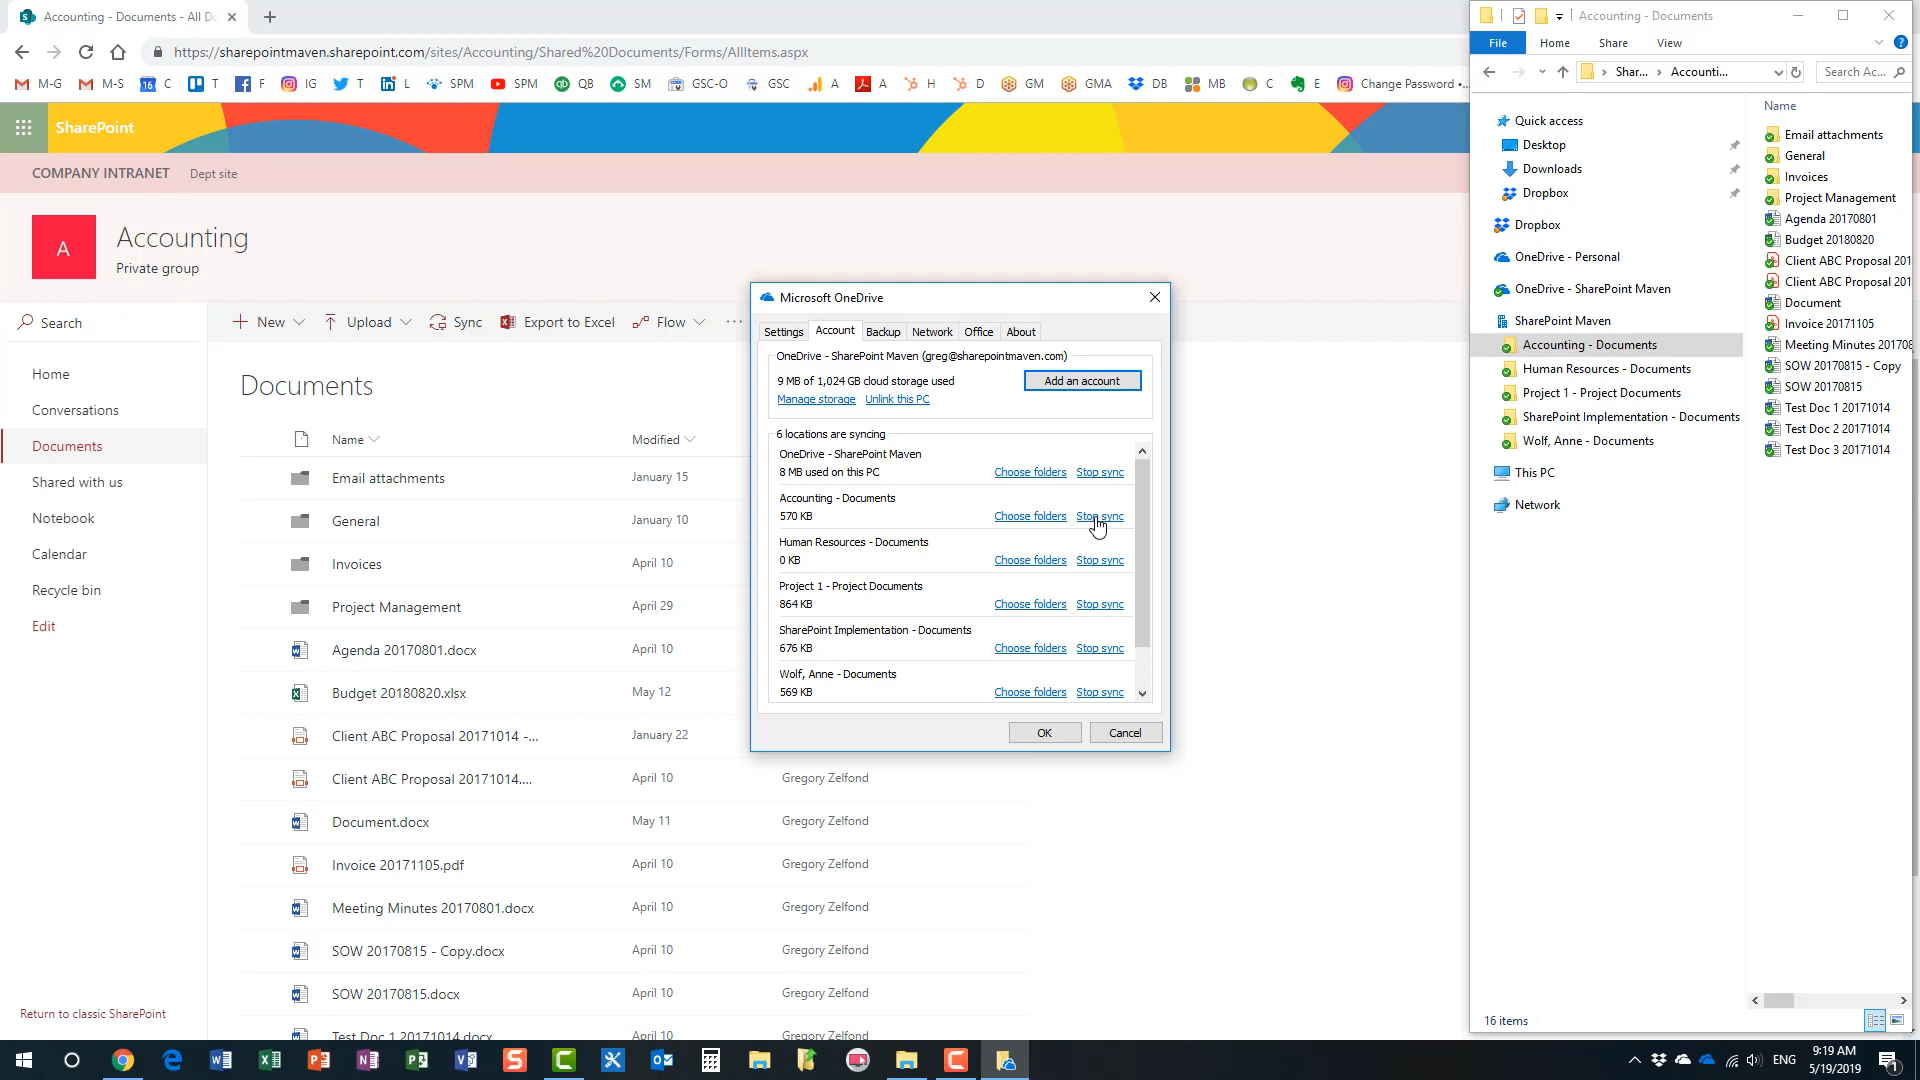 Accounting - Documents - All Do
https://sharepointmaven.sharepoint.com/sites/Accounting/Shared%20Documents/Forms/AllItems.aspx
M-G
M-S
16 C
T
F
IG
T
L
SPM
SPM
QB
SM
GSC-O
GSC
A
A
H
D
GM
GMA
DB
MB
C
E
Change Password
SharePoint
COMPANY INTRANET
Dept site
A
Accounting
Private group
Search
Home
Conversations
Documents
Shared with us
Notebook
Calendar
Recycle bin
Edit
Return to classic SharePoint
New
Upload
Sync
Export to Excel
Flow
Documents
Name
Modified
Email attachments
January 15
General
January 10
Invoices
April 10
Project Management
April 29
Agenda 20170801.docx
April 10
Budget 20180820.xlsx
May 12
Client ABC Proposal 20171014 -...
January 22
Client ABC Proposal 20171014....
April 10
Gregory Zelfond
Document.docx
May 11
Gregory Zelfond
Invoice 20171105.pdf
April 10
Gregory Zelfond
Meeting Minutes 20170801.docx
April 10
Gregory Zelfond
SOW 20170815 - Copy.docx
April 10
Gregory Zelfond
SOW 20170815.docx
April 10
Gregory Zelfond
Test Doc 1 20171014.docx
April 10
Gregory Zelfond
Microsoft OneDrive
Settings
Account
Backup
Network
Office
About
OneDrive - SharePoint Maven (greg@sharepointmaven.com)
9 MB of 1,024 GB cloud storage used
Add an account
Manage storage
Unlink this PC
6 locations are syncing
OneDrive - SharePoint Maven
8 MB used on this PC
Choose folders
Stop sync
Accounting - Documents
570 KB
Choose folders
Stop sync
Human Resources - Documents
0 KB
Choose folders
Stop sync
Project 1 - Project Documents
864 KB
Choose folders
Stop sync
SharePoint Implementation - Documents
676 KB
Choose folders
Stop sync
Wolf, Anne - Documents
569 KB
Choose folders
Stop sync
OK
Cancel
Accounting - Documents
File
Home
Share
View
Shar...
Accounti...
Search Ac...
Quick access
Desktop
Downloads
Dropbox
Dropbox
OneDrive - Personal
OneDrive - SharePoint Maven
SharePoint Maven
Accounting - Documents
Human Resources - Documents
Project 1 - Project Documents
SharePoint Implementation - Documents
Wolf, Anne - Documents
This PC
Network
Name
Email attachments
General
Invoices
Project Management
Agenda 20170801
Budget 20180820
Client ABC Proposal 201
Client ABC Proposal 201
Document
Invoice 20171105
Meeting Minutes 201708
SOW 20170815 - Copy
SOW 20170815
Test Doc 1 20171014
Test Doc 2 20171014
Test Doc 3 20171014
16 items
ENG
9:19 AM
5/19/2019
1